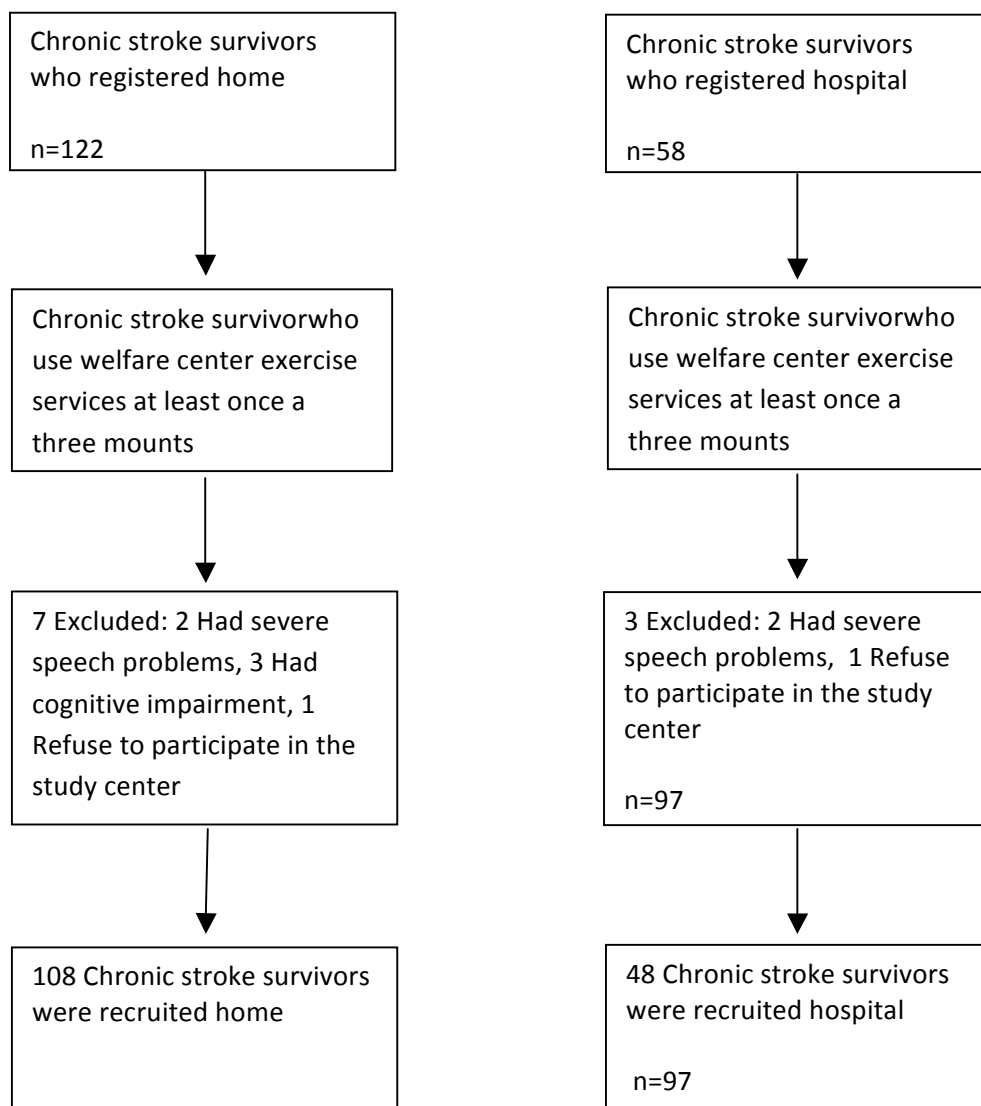 Chronic stroke survivors
who registered home
n=122
Chronic stroke survivors
who registered hospital
n=58
Chronic stroke survivorwho
use welfare center exercise
services at least once a
three mounts
Chronic stroke survivorwho
use welfare center exercise
services at least once a
three mounts
7 Excluded: 2 Had severe
speech problems, 3 Had
cognitive impairment, 1
Refuse to participate in the
study center
3 Excluded: 2 Had severe
speech problems,  1 Refuse
to participate in the study
center
n=97
108 Chronic stroke survivors
were recruited home
48 Chronic stroke survivors
were recruited hospital
n=97